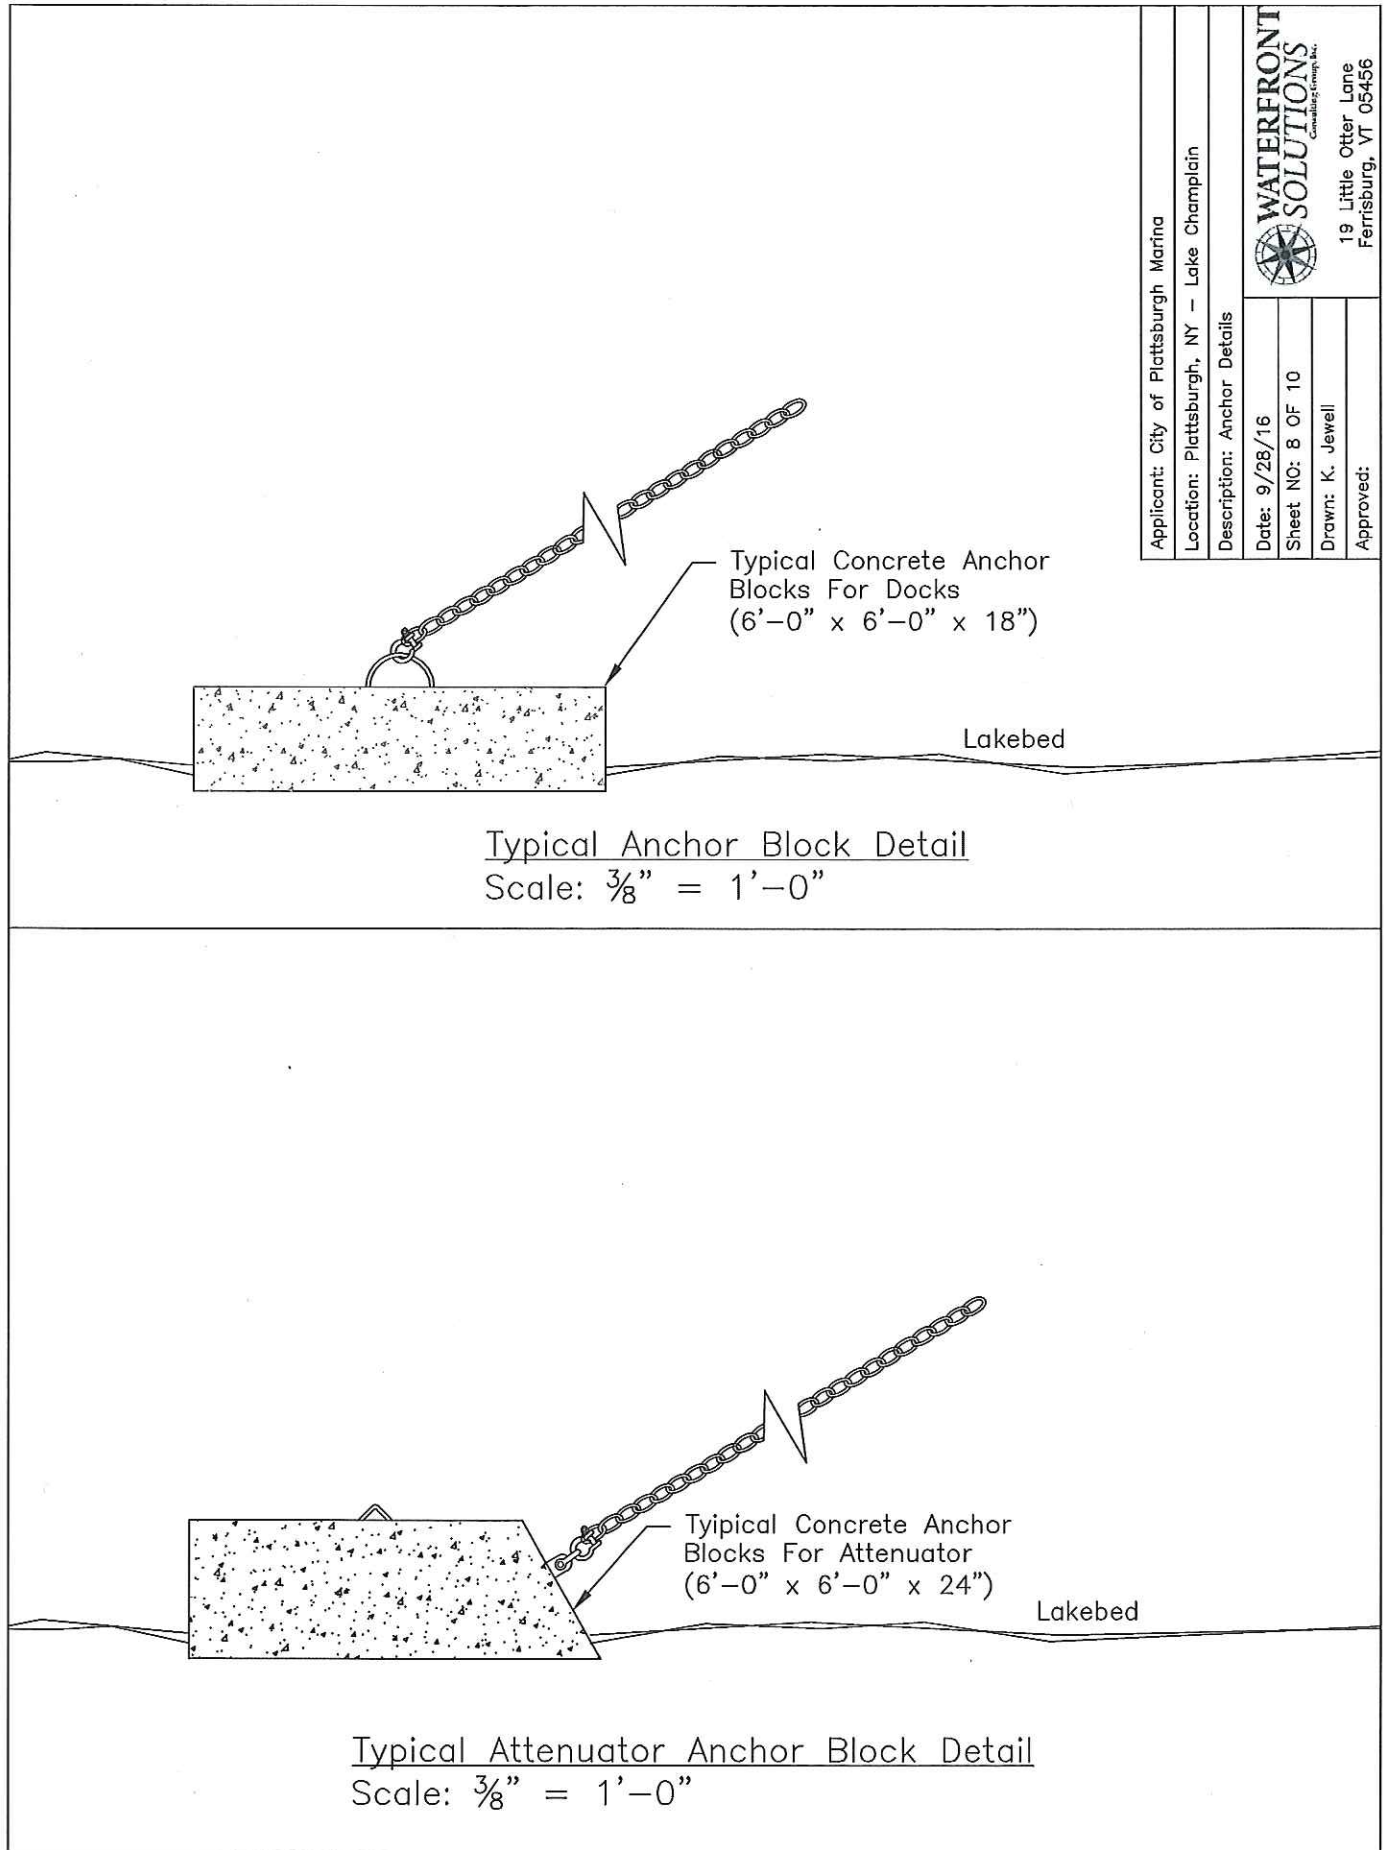 Applicant: City of Plattsburgh Marina
Location: Plattsburgh, NY – Lake Champlain
Description: Anchor Details
Date: 9/28/16
Sheet NO: 8 OF 10
Drawn: K. Jewell
Approved:
WATERFRONT
SOLUTIONS
Consulting Group, Inc.
19 Little Otter Lane
Ferrisburg, VT 05456
Typical Concrete Anchor
Blocks For Docks
(6'–0" x 6'–0" x 18")
Lakebed
Typical Anchor Block Detail
Scale: ⅜" = 1'–0"
Tyipical Concrete Anchor
Blocks For Attenuator
(6'–0" x 6'–0" x 24")
Lakebed
Typical Attenuator Anchor Block Detail
Scale: ⅜" = 1'–0"